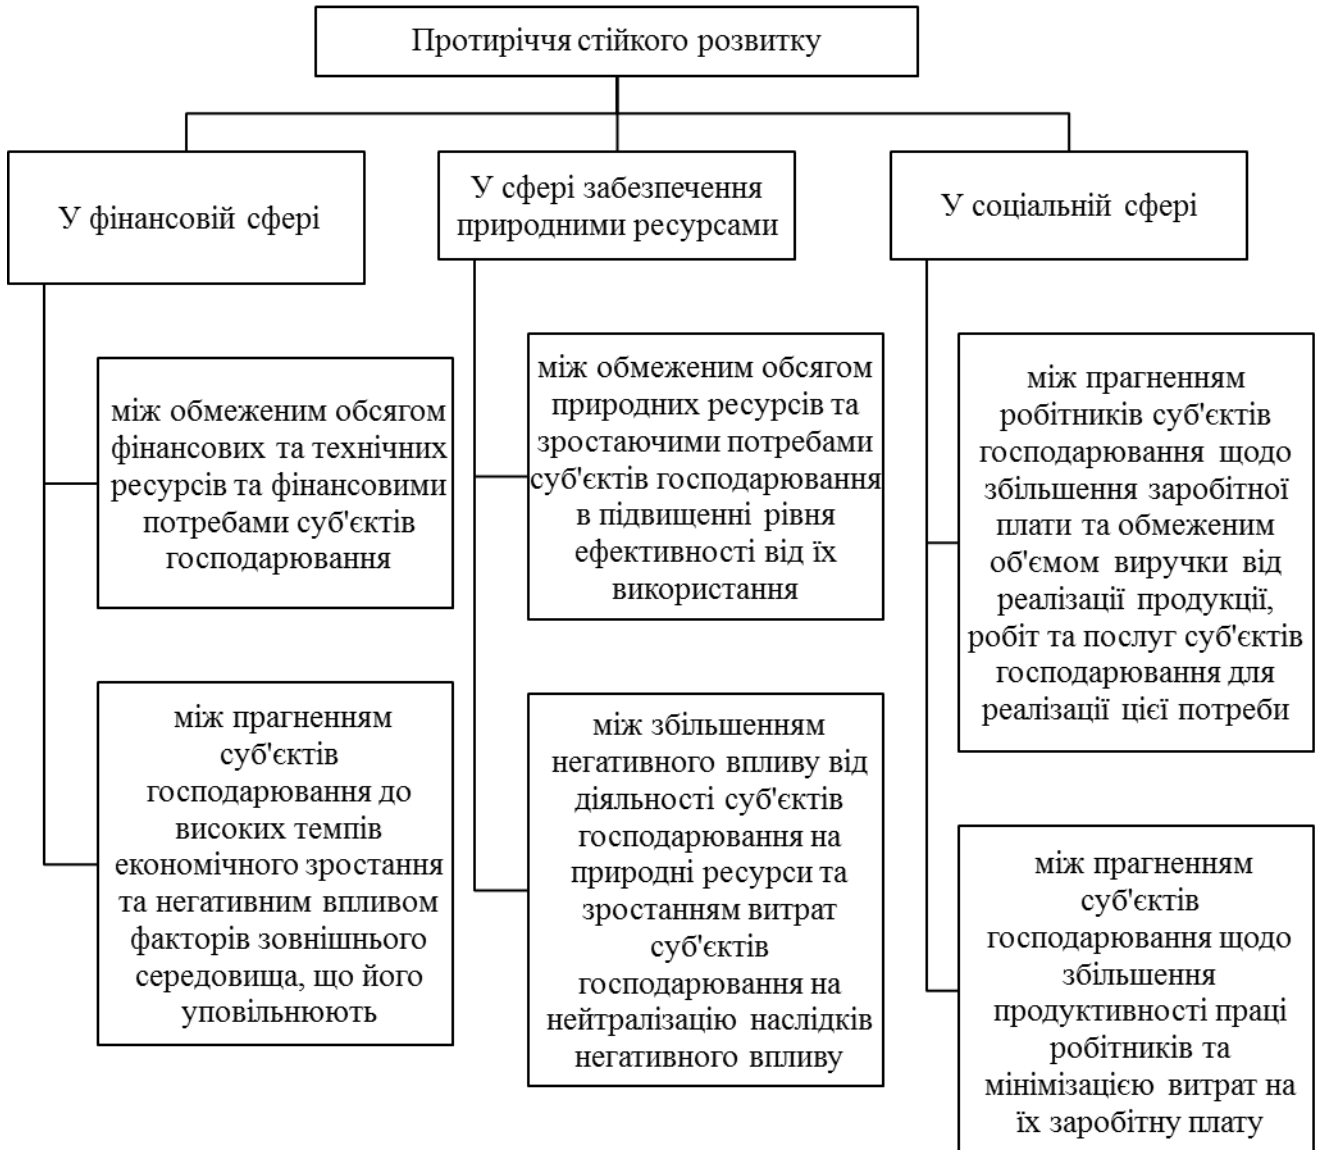 Протиріччя стійкого розвитку
У фінансовій сфері
між обмеженим обсягом
фінансових та технічних
ресурсів та фінансовими
потребами суб'єктів
господарювання
між прагненням
суб'єктів
господарювання до
високих темпів
економічного зростання
та негативним впливом
факторів зовнішнього
середовища, що його
уповільнюють
У сфері забезпечення
природними ресурсами
між обмеженим обсягом
природних ресурсів та
зростаючими потребами
суб'єктів господарювання
в підвищенні рівня
ефективності від їх
використання
між збільшенням
негативного впливу від
діяльності суб'єктів
господарювання на
природні ресурси та
зростанням витрат
суб'єктів
господарювання на
нейтралізацію наслідків
негативного впливу
У соціальній сфері
між прагненням
робітників суб'єктів
господарювання щодо
збільшення заробітної
плати та обмеженим
об'ємом виручки від
реалізації продукції,
робіт та послуг суб'єктів
господарювання для
реалізації цієї потреби
між прагненням
суб'єктів
господарювання щодо
збільшення
продуктивності праці
робітників та
мінімізацією витрат на
їх заробітну плату